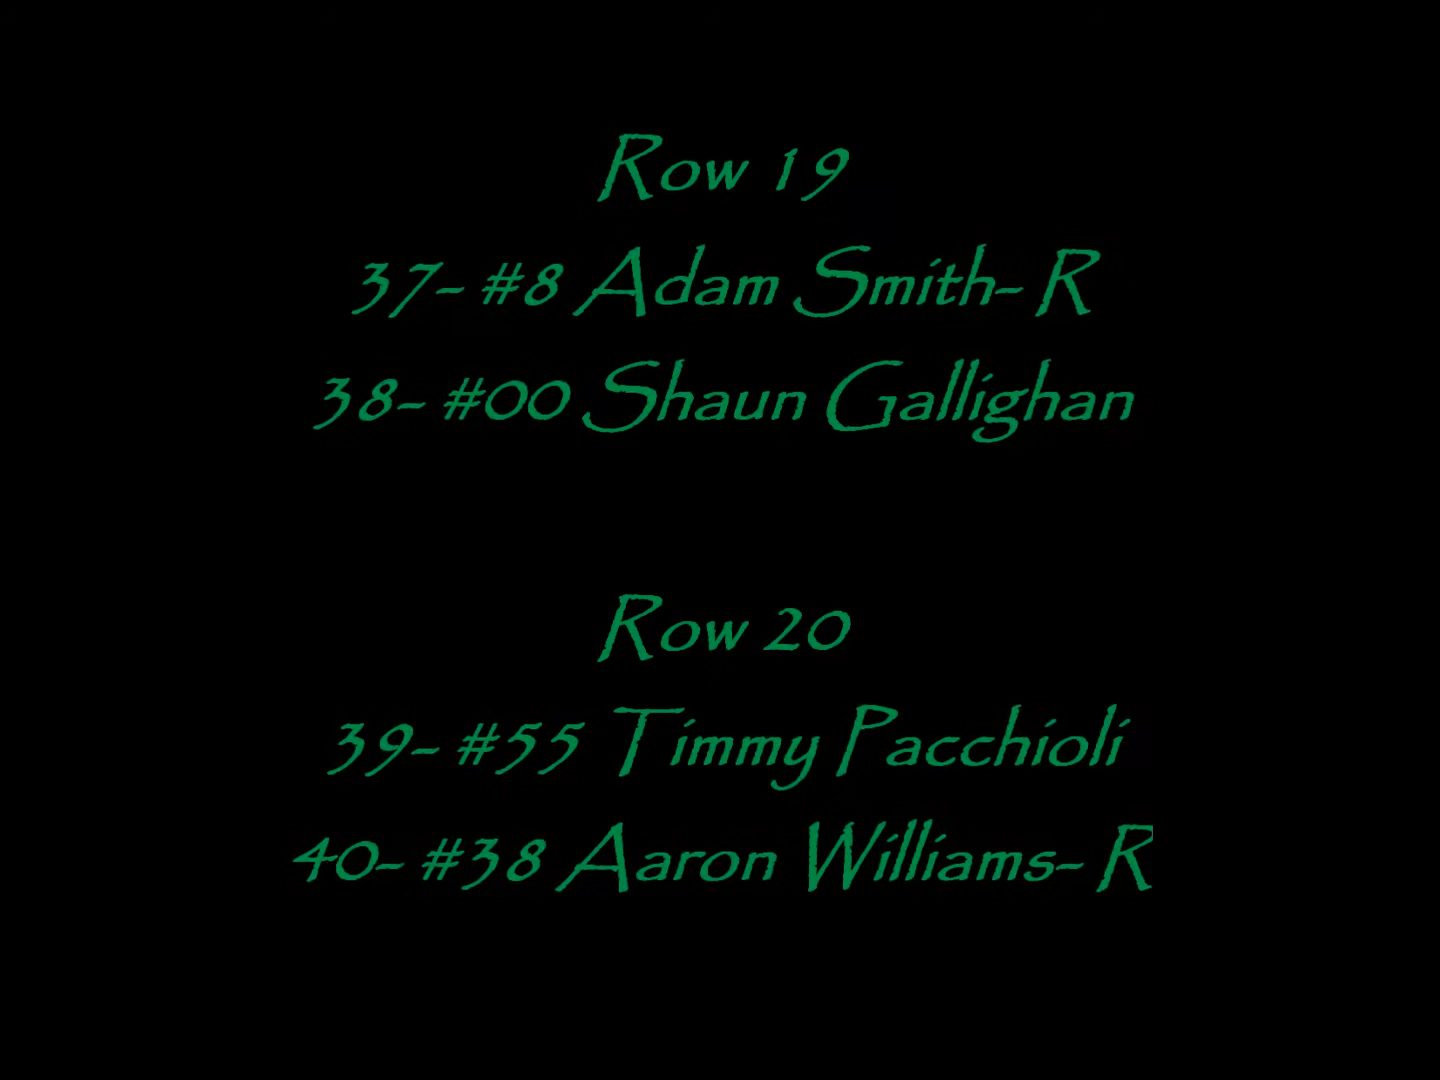 Row 19
37- #8 Adam Smith- R
38- #00 Shaun Gallighan
Row 20
39- #55 Timmy Pacchioli
40- #38 Aaron Williams- R